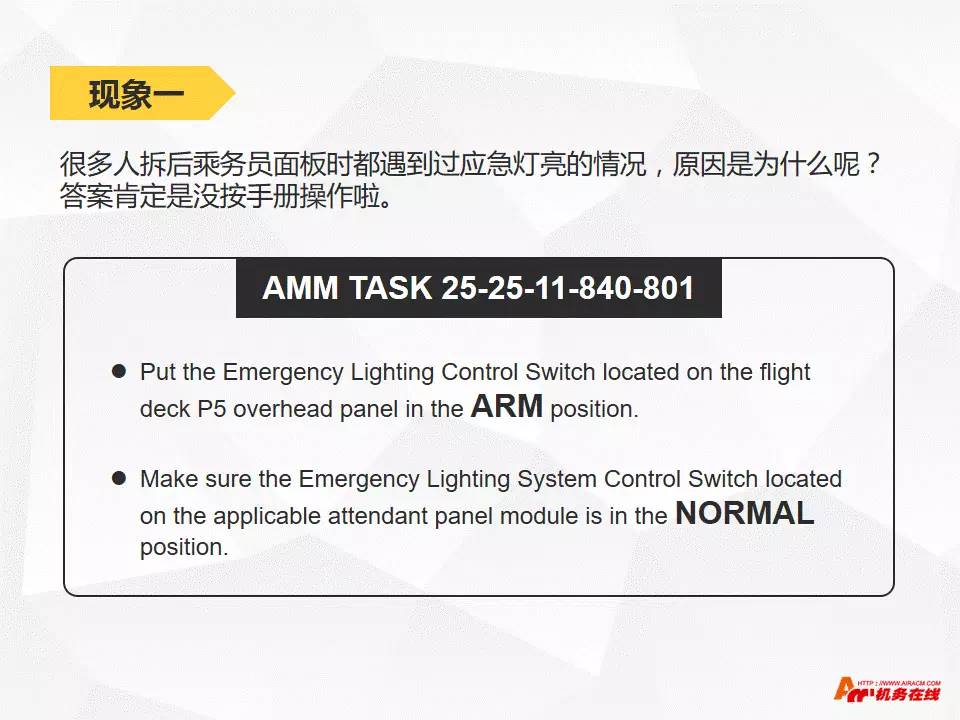 现象一
很多人拆后乘务员面板时都遇到过应急灯亮的情况，原因是为什么呢？
答案肯定是没按手册操作啦。
AMM TASK 25-25-11-840-801
● Put the Emergency Lighting Control Switch located on the flight
deck P5 overhead panel in the ARM position.
● Make sure the Emergency Lighting System Control Switch located
on the applicable attendant panel module is in the NORMAL
position.
HTTP://WWW.AIRACM.COM
机务在线